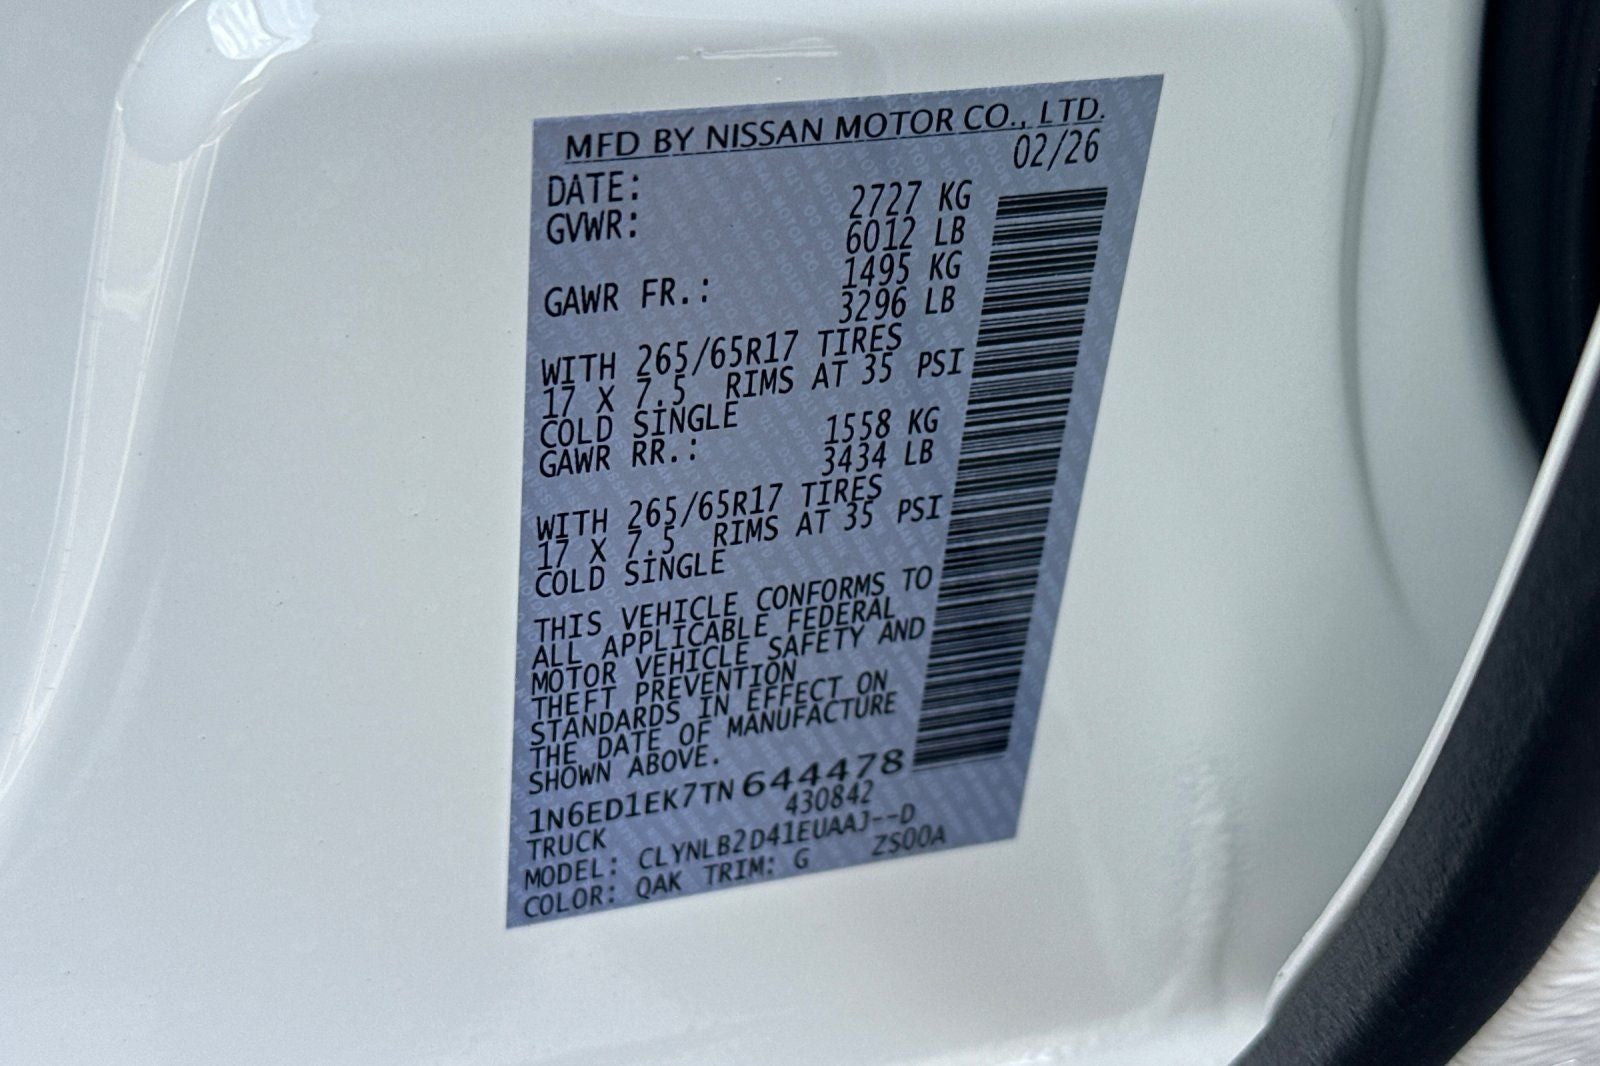 MFD BY NISSAN MOTOR CO., LTD.
DATE: 02/26
GVWR: 2727 KG
6012 LB
GAWR FR.: 1495 KG
3296 LB
WITH 265/65R17 TIRES
17 X 7.5 RIMS AT 35 PSI
COLD SINGLE
GAWR RR.: 1558 KG
3434 LB
WITH 265/65R17 TIRES
17 X 7.5 RIMS AT 35 PSI
COLD SINGLE
THIS VEHICLE CONFORMS TO
ALL APPLICABLE FEDERAL
MOTOR VEHICLE SAFETY AND
THEFT PREVENTION
STANDARDS IN EFFECT ON
THE DATE OF MANUFACTURE
SHOWN ABOVE.
1N6ED1EK7TN644478
TRUCK 430842
MODEL: CLYNLB2D41EUAAJ--D
COLOR: QAK TRIM: G ZS00A